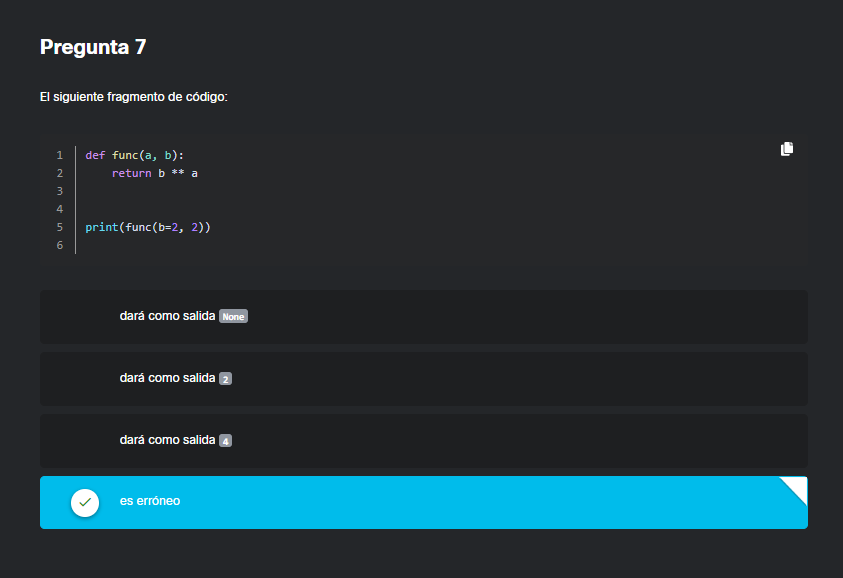 Pregunta 7
El siguiente fragmento de código:
1 def func(a, b):
2     return b ** a
3
4
5 print(func(b=2, 2))
6
dará como salida None
dará como salida 2
dará como salida 4
es erróneo